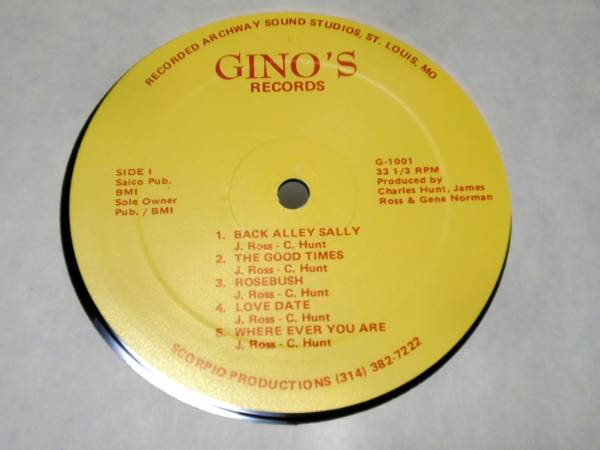 RECORDED ARCHWAY SOUND STUDIOS, ST. LOUIS, MO
GINO'S
RECORDS
SIDE I
Saico Pub.
BMI
Sole Owner
Pub. / BMI
G-1001
33 1/3 RPM
Produced by
Charles Hunt, James
Ross & Gene Norman
1. BACK ALLEY SALLY
J. Ross - C. Hunt
2. THE GOOD TIMES
J. Ross - C. Hunt
3. ROSEBUSH
J. Ross - C. Hunt
4. LOVE DATE
J. Ross - C. Hunt
5. WHERE EVER YOU ARE
J. Ross - C. Hunt
SCORPIO PRODUCTIONS (314) 382-7222